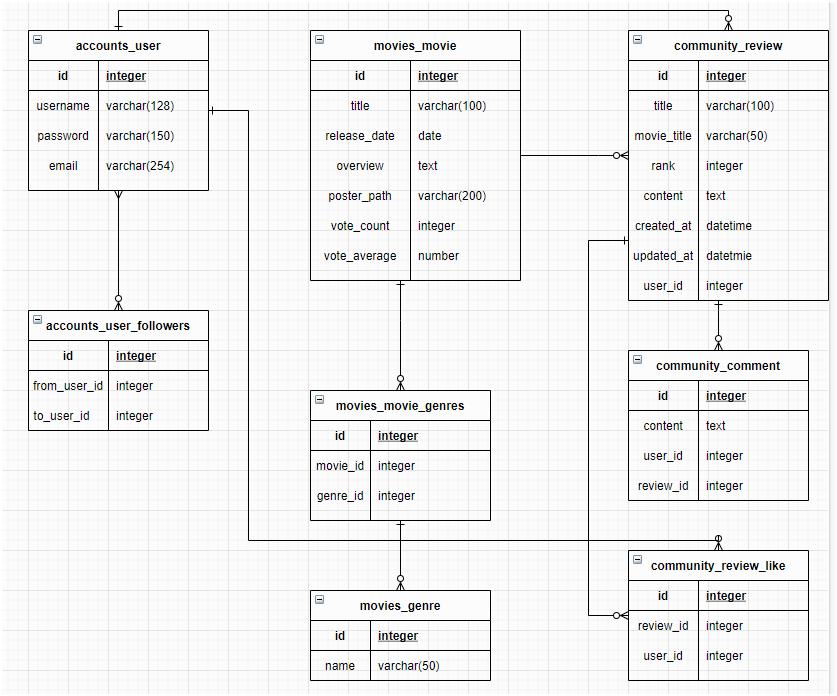 accounts_user
id integer
username varchar(128)
password varchar(150)
email varchar(254)
movies_movie
id integer
title varchar(100)
release_date date
overview text
poster_path varchar(200)
vote_count integer
vote_average number
community_review
id integer
title varchar(100)
movie_title varchar(50)
rank integer
content text
created_at datetime
updated_at datetmie
user_id integer
accounts_user_followers
id integer
from_user_id integer
to_user_id integer
movies_movie_genres
id integer
movie_id integer
genre_id integer
community_comment
id integer
content text
user_id integer
review_id integer
movies_genre
id integer
name varchar(50)
community_review_like
id integer
review_id integer
user_id integer